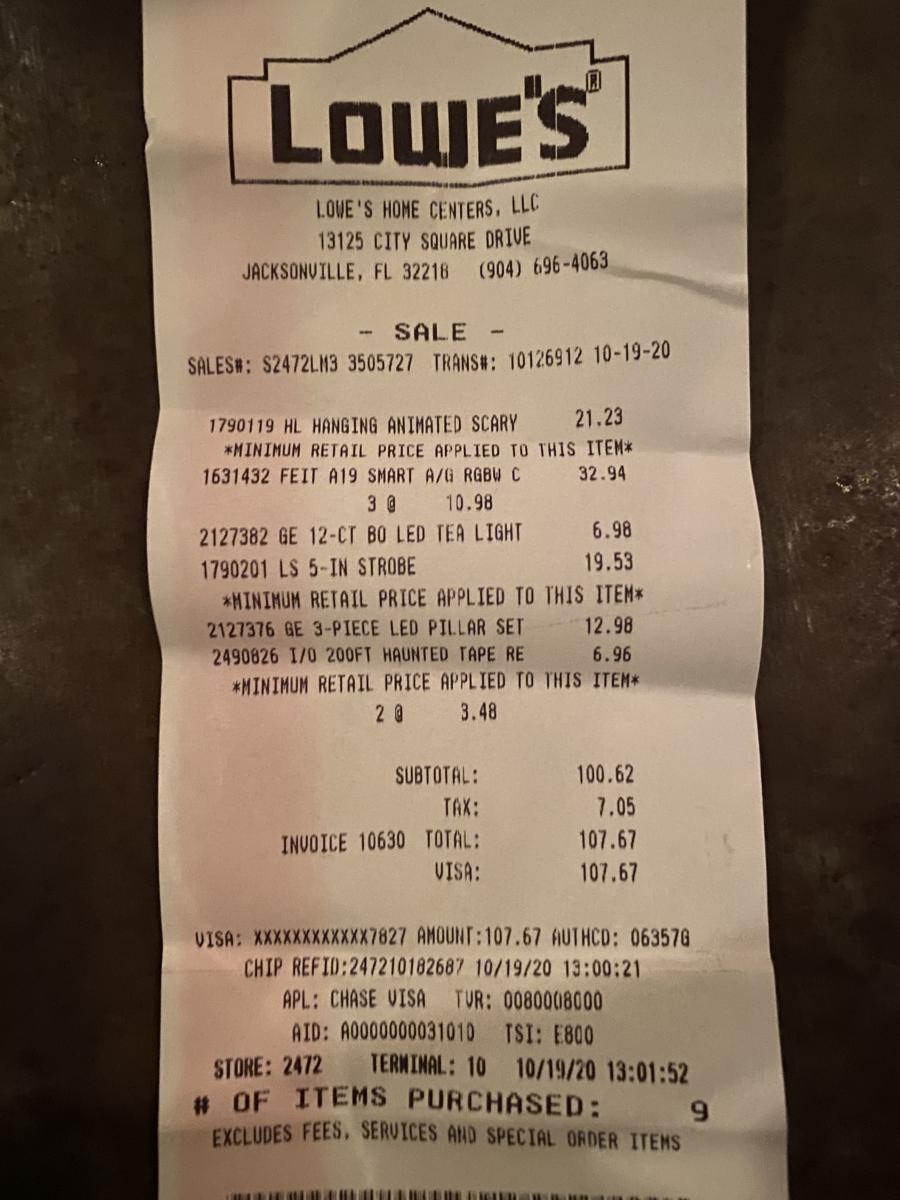 LOWE'S®
LOWE'S HOME CENTERS, LLC
13125 CITY SQUARE DRIVE
JACKSONVILLE, FL 32218 (904) 696-4063
- SALE -
SALES#: S2472LM3 3505727 TRANS#: 10126912 10-19-20
1790119 HL HANGING ANIMATED SCARY 21.23
*MINIMUM RETAIL PRICE APPLIED TO THIS ITEM*
1631432 FEIT A19 SMART A/G RGBW C 32.94
3 @ 10.98
2127382 GE 12-CT BO LED TEA LIGHT 6.98
1790201 LS 5-IN STROBE 19.53
*MINIMUM RETAIL PRICE APPLIED TO THIS ITEM*
2127376 GE 3-PIECE LED PILLAR SET 12.98
2490826 I/O 200FT HAUNTED TAPE RE 6.96
*MINIMUM RETAIL PRICE APPLIED TO THIS ITEM*
2 @ 3.48
SUBTOTAL: 100.62
TAX: 7.05
INVOICE 10630 TOTAL: 107.67
VISA: 107.67
VISA: XXXXXXXXXXXX7827 AMOUNT:107.67 AUTHCD: 06357G
CHIP REFID:247210182687 10/19/20 13:00:21
APL: CHASE VISA TVR: 0080008000
AID: A0000000031010 TSI: E800
STORE: 2472 TERMINAL: 10 10/19/20 13:01:52
# OF ITEMS PURCHASED: 9
EXCLUDES FEES, SERVICES AND SPECIAL ORDER ITEMS